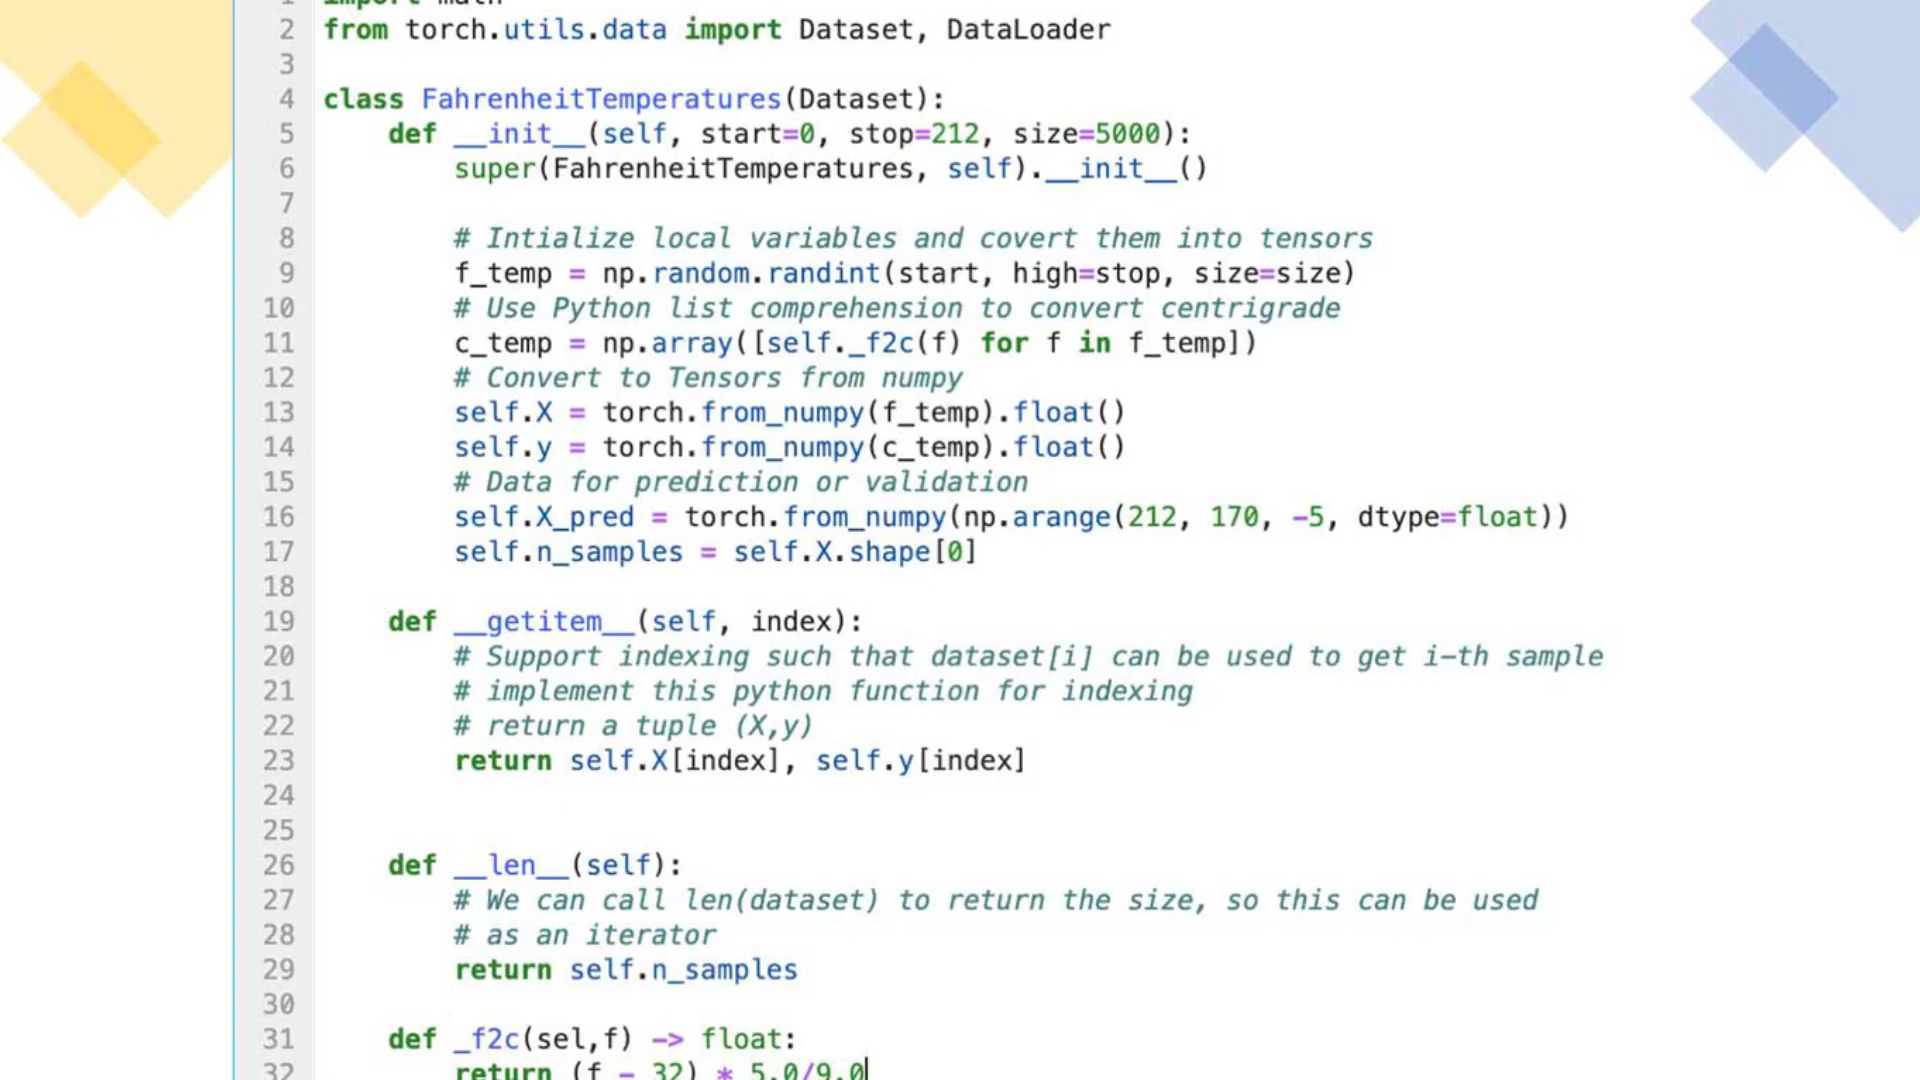 1 import math
2 from torch.utils.data import Dataset, DataLoader
3
4 class FahrenheitTemperatures(Dataset):
5     def __init__(self, start=0, stop=212, size=5000):
6         super(FahrenheitTemperatures, self).__init__()
7
8         # Intialize local variables and covert them into tensors
9         f_temp = np.random.randint(start, high=stop, size=size)
10         # Use Python list comprehension to convert centrigrade
11         c_temp = np.array([self._f2c(f) for f in f_temp])
12         # Convert to Tensors from numpy
13         self.X = torch.from_numpy(f_temp).float()
14         self.y = torch.from_numpy(c_temp).float()
15         # Data for prediction or validation
16         self.X_pred = torch.from_numpy(np.arange(212, 170, -5, dtype=float))
17         self.n_samples = self.X.shape[0]
18
19     def __getitem__(self, index):
20         # Support indexing such that dataset[i] can be used to get i-th sample
21         # implement this python function for indexing
22         # return a tuple (X,y)
23         return self.X[index], self.y[index]
24
25
26     def __len__(self):
27         # We can call len(dataset) to return the size, so this can be used
28         # as an iterator
29         return self.n_samples
30
31     def _f2c(sel,f) -> float:
32         return (f - 32) * 5.0/9.0